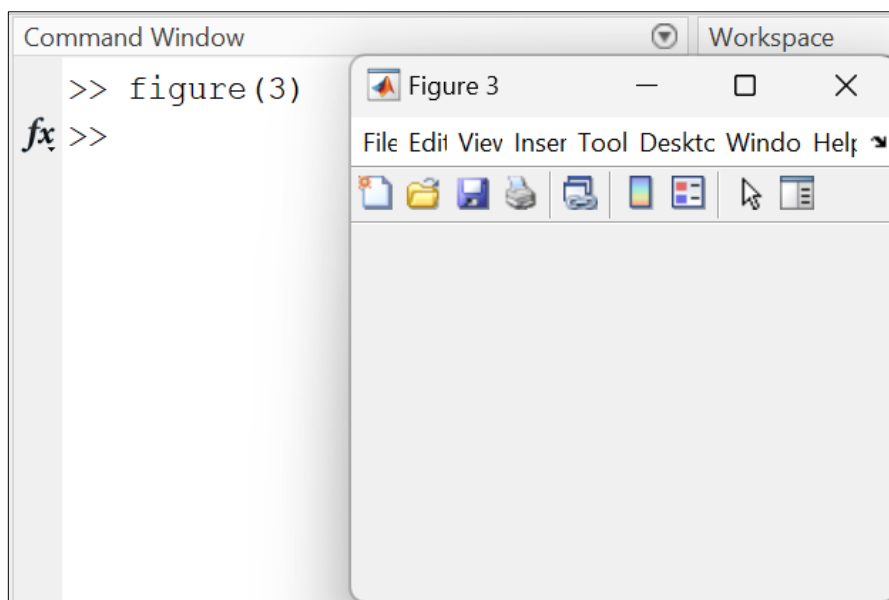 Command Window
Workspace
>> figure(3)
fx >>
Figure 3
File Edit View Inser Tool Desktc Windo Help